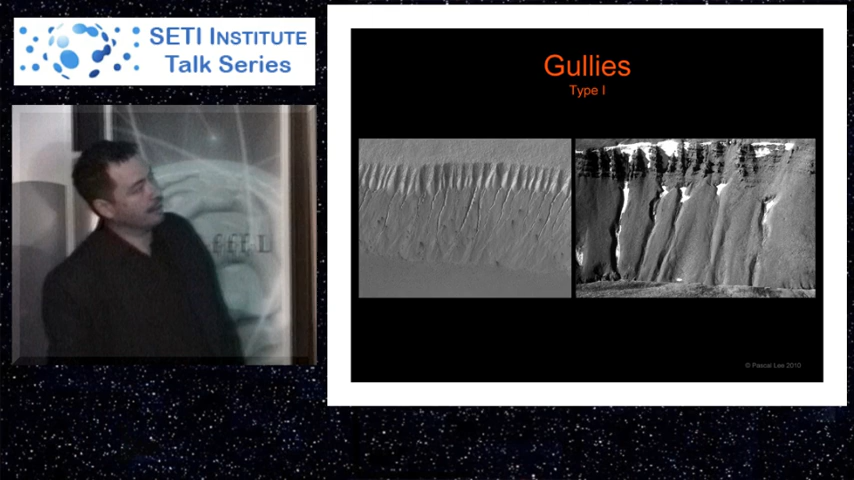 SETI INSTITUTE
Talk Series
Gullies
Type I
© Pascal Lee 2010